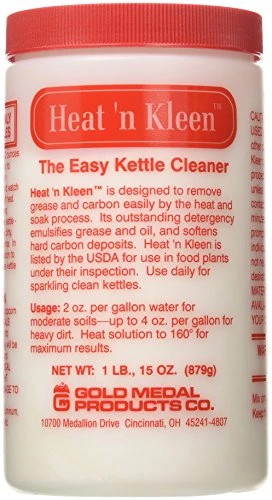 Heat 'n Kleen™
The Easy Kettle Cleaner
Heat 'n Kleen™ is designed to remove
grease and carbon easily by the heat and
soak process. Its outstanding detergency
emulsifies grease and oil, and softens
hard carbon deposits. Heat 'n Kleen is
listed by the USDA for use in food plants
under their inspection. Use daily for
sparkling clean kettles.
Usage: 2 oz. per gallon water for
moderate soils—up to 4 oz. per gallon for
heavy dirt. Heat solution to 160° for
maximum results.
NET WT: 1 LB., 15 OZ. (879g)
GOLD MEDAL
PRODUCTS CO.
10700 Medallion Drive Cincinnati, OH 45241-4807